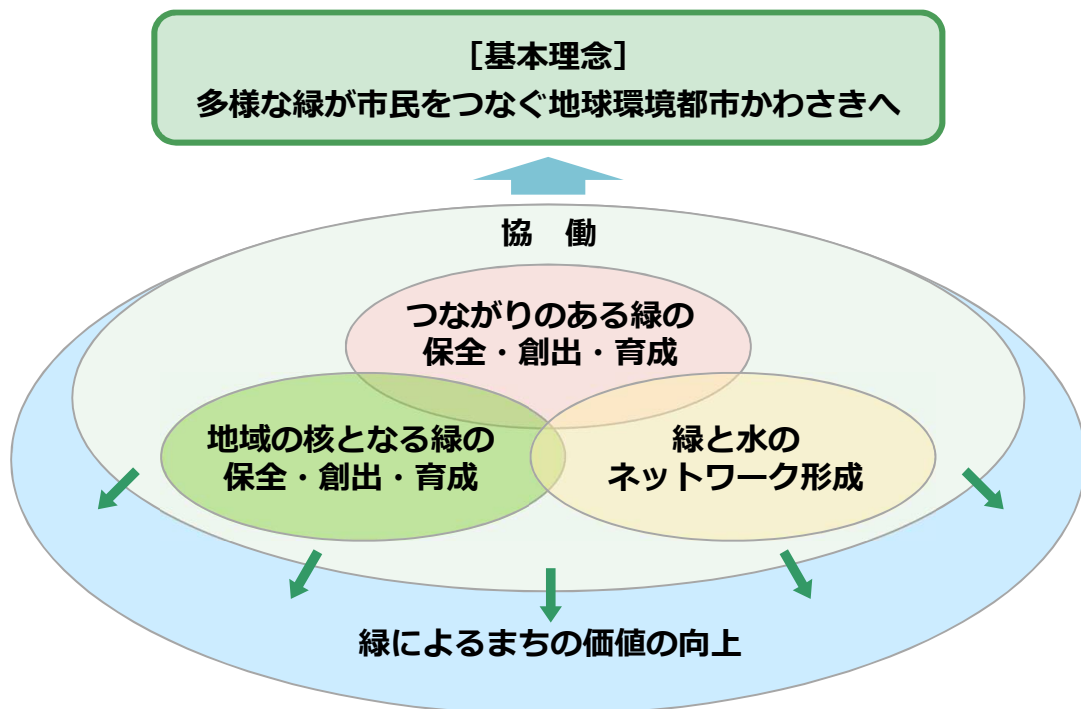 ［基本理念］
多様な緑が市民をつなぐ地球環境都市かわさきへ
協　働
つながりのある緑の
保全・創出・育成
地域の核となる緑の
保全・創出・育成
緑と水の
ネットワーク形成
緑によるまちの価値の向上